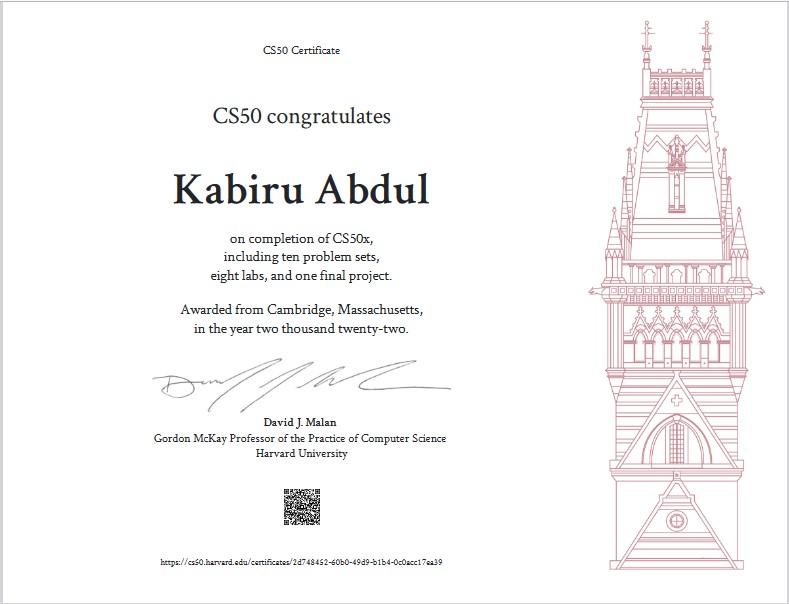 CS50 Certificate
CS50 congratulates
Kabiru Abdul
on completion of CS50x,
including ten problem sets,
eight labs, and one final project.
Awarded from Cambridge, Massachusetts,
in the year two thousand twenty-two.
David J. Malan
Gordon McKay Professor of the Practice of Computer Science
Harvard University
https://cs50.harvard.edu/certificates/2d748452-60b0-49d9-b1b4-0c0acc17ea39